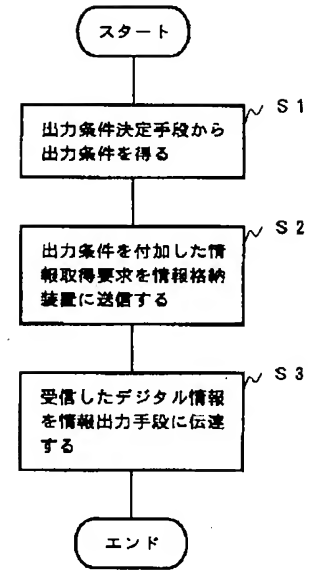 スタート
S1
出力条件決定手段から
出力条件を得る
S2
出力条件を付加した情
報取得要求を情報格納
装置に送信する
S3
受信したデジタル情報
を情報出力手段に伝達
する
エンド